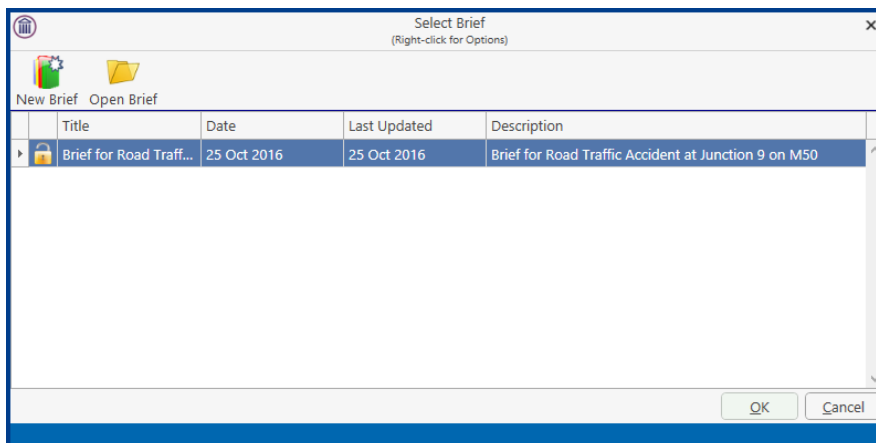 Select Brief
(Right-click for Options)
New Brief Open Brief
Title Date Last Updated Description
Brief for Road Traff... 25 Oct 2016 25 Oct 2016 Brief for Road Traffic Accident at Junction 9 on M50
OK Cancel